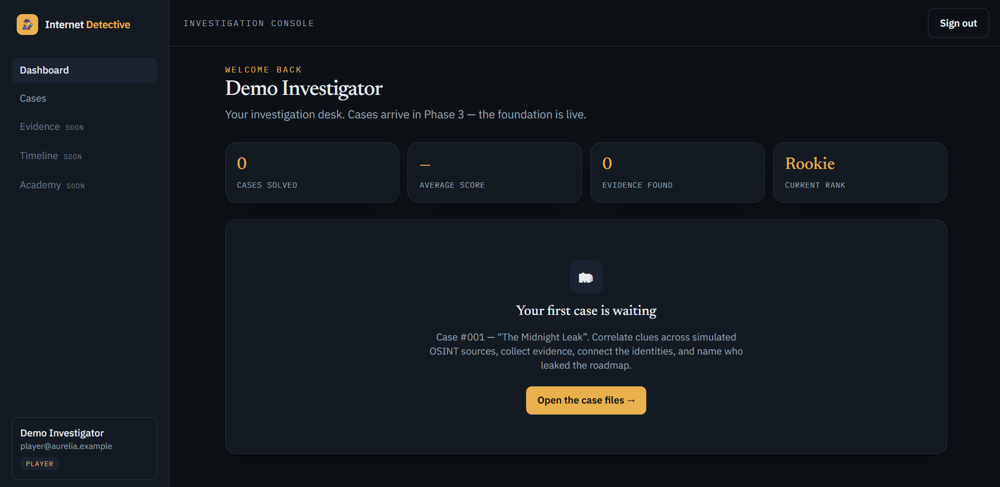 Internet Detective
Dashboard
Cases
Evidence SOON
Timeline SOON
Academy SOON
Demo Investigator
player@aurelia.example
PLAYER
INVESTIGATION CONSOLE
Sign out
WELCOME BACK
Demo Investigator
Your investigation desk. Cases arrive in Phase 3 — the foundation is live.
0
CASES SOLVED
—
AVERAGE SCORE
0
EVIDENCE FOUND
Rookie
CURRENT RANK
Your first case is waiting
Case #001 — “The Midnight Leak”. Correlate clues across simulated
OSINT sources, collect evidence, connect the identities, and name who
leaked the roadmap.
Open the case files →